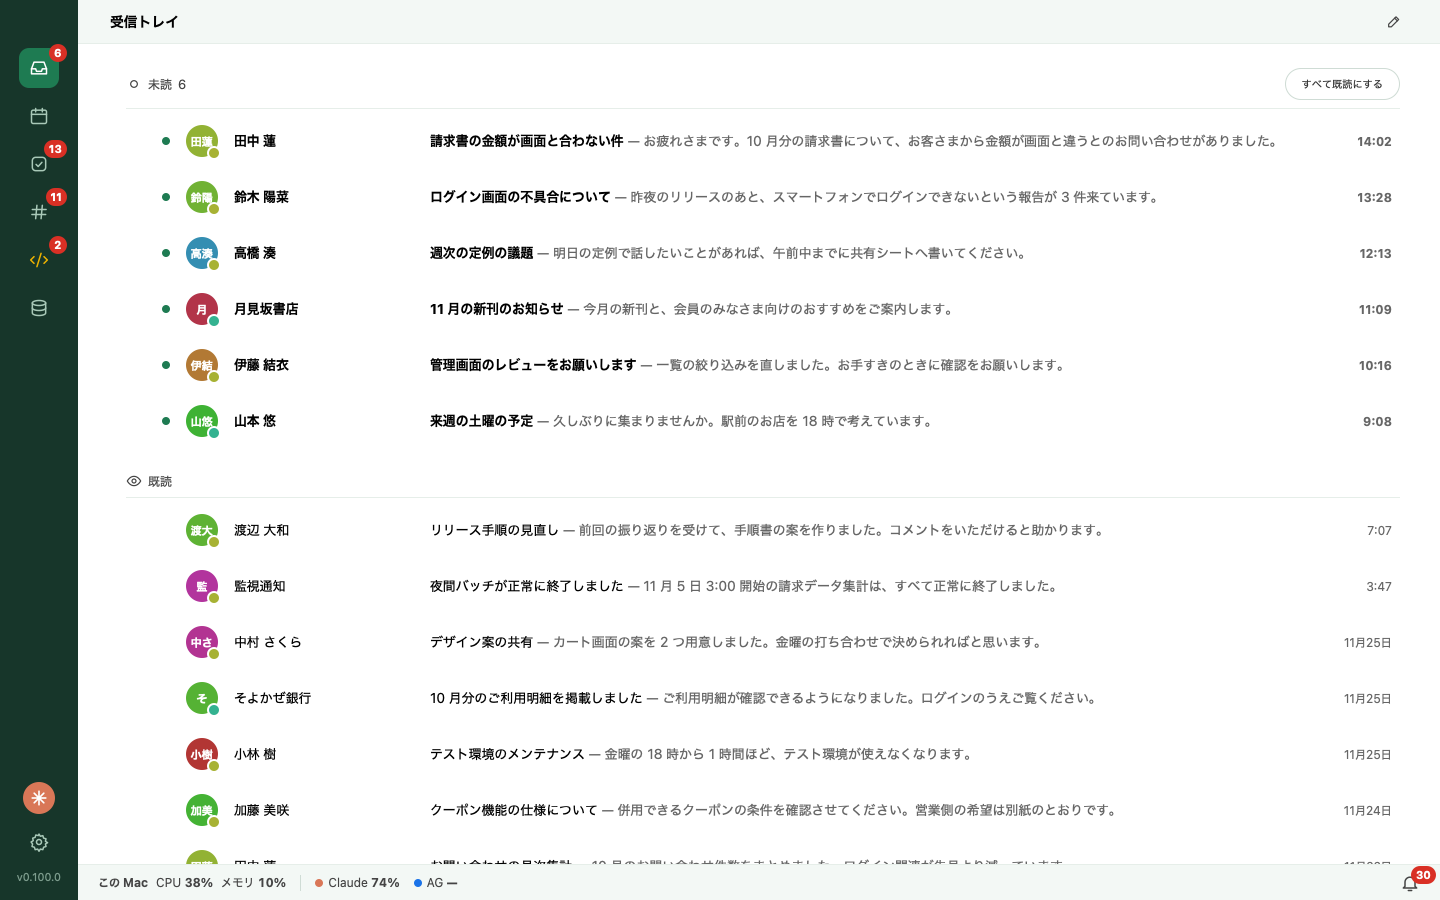 受信トレイ
6
13
11
2
未読 6
すべて既読にする
田蓮 田中 蓮 請求書の金額が画面と合わない件 — お疲れさまです。10 月分の請求書について、お客さまから金額が画面と違うとのお問い合わせがありました。 14:02
鈴陽 鈴木 陽菜 ログイン画面の不具合について — 昨夜のリリースのあと、スマートフォンでログインできないという報告が 3 件来ています。 13:28
高湊 高橋 湊 週次の定例の議題 — 明日の定例で話したいことがあれば、午前中までに共有シートへ書いてください。 12:13
月 月見坂書店 11 月の新刊のお知らせ — 今月の新刊と、会員のみなさま向けのおすすめをご案内します。 11:09
伊結 伊藤 結衣 管理画面のレビューをお願いします — 一覧の絞り込みを直しました。お手すきのときに確認をお願いします。 10:16
山悠 山本 悠 来週の土曜の予定 — 久しぶりに集まりませんか。駅前のお店を 18 時で考えています。 9:08
既読
渡大 渡辺 大和 リリース手順の見直し — 前回の振り返りを受けて、手順書の案を作りました。コメントをいただけると助かります。 7:07
監 監視通知 夜間バッチが正常に終了しました — 11 月 5 日 3:00 開始の請求データ集計は、すべて正常に終了しました。 3:47
中さ 中村 さくら デザイン案の共有 — カート画面の案を 2 つ用意しました。金曜の打ち合わせで決められればと思います。 11月25日
そ そよかぜ銀行 10 月分のご利用明細を掲載しました — ご利用明細が確認できるようになりました。ログインのうえご覧ください。 11月25日
小樹 小林 樹 テスト環境のメンテナンス — 金曜の 18 時から 1 時間ほど、テスト環境が使えなくなります。 11月25日
加美 加藤 美咲 クーポン機能の仕様について — 併用できるクーポンの条件を確認させてください。営業側の希望は別紙のとおりです。 11月24日
v0.100.0
この Mac CPU 38% メモリ 10% Claude 74% AG —
30